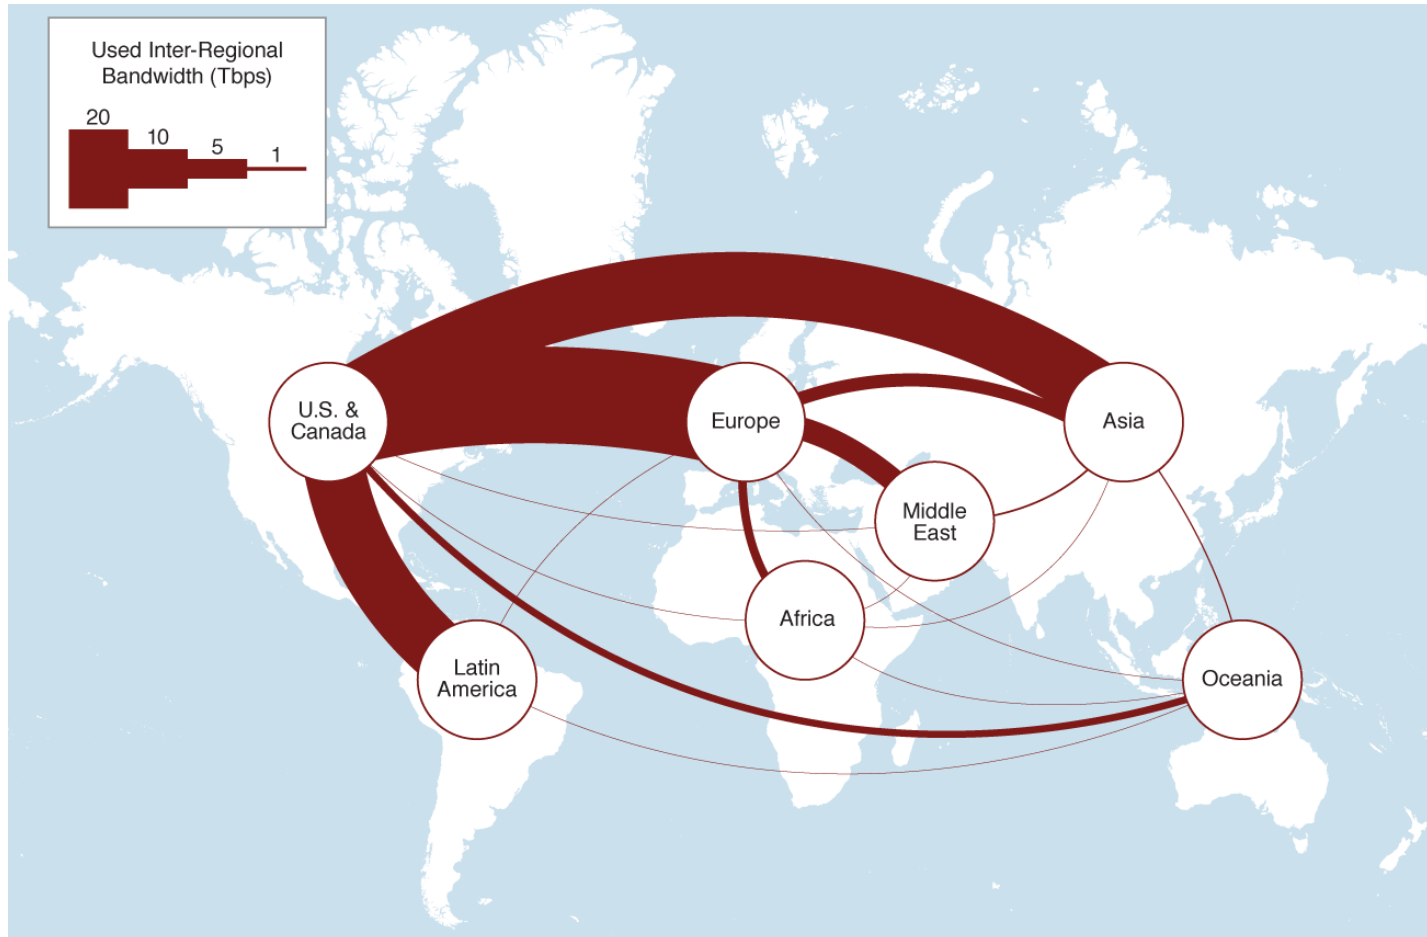 Used Inter-Regional
Bandwidth (Tbps)
20
10
5
1
U.S. &
Canada
Europe
Asia
Middle
East
Africa
Latin
America
Oceania